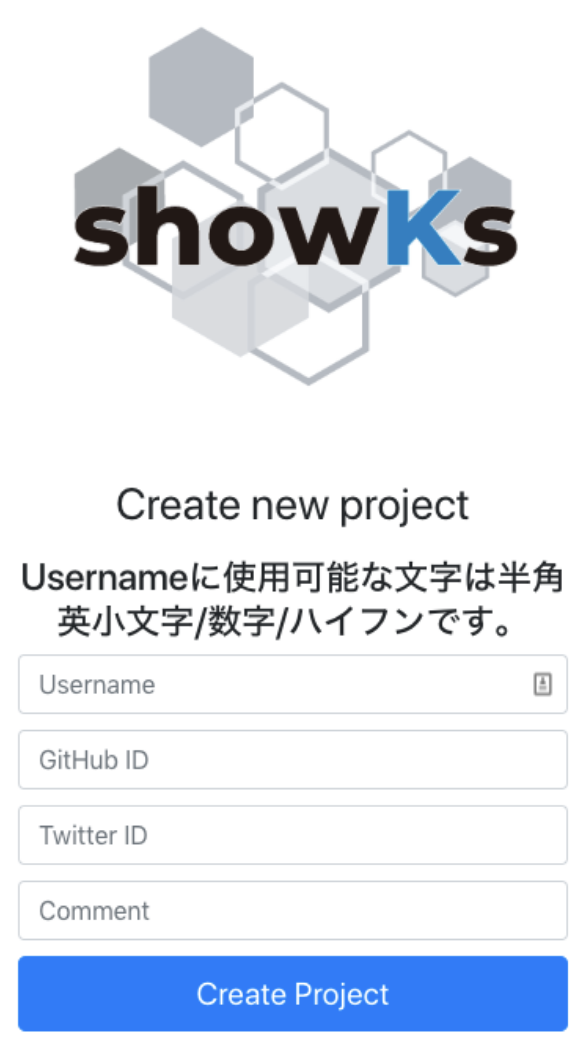 showKs
Create new project
Usernameに使用可能な文字は半角
英小文字/数字/ハイフンです。
Username
GitHub ID
Twitter ID
Comment
Create Project